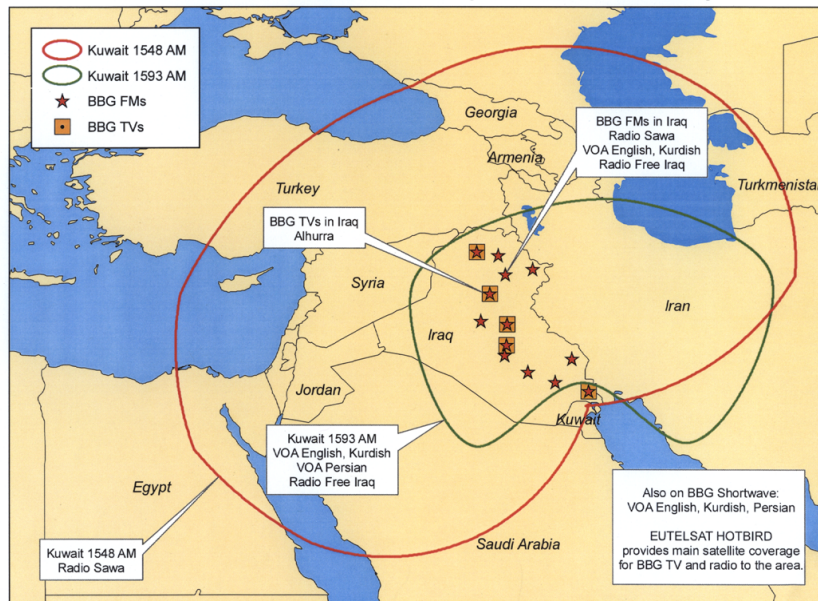 Kuwait 1548 AM
Kuwait 1593 AM
BBG FMs
BBG TVs
Georgia
Armenia
BBG FMs in Iraq
Radio Sawa
VOA English, Kurdish
Radio Free Iraq
Turkey
Turkmenistan
BBG TVs in Iraq
Alhurra
Syria
Iraq
Iran
Jordan
Kuwait
Kuwait 1593 AM
VOA English, Kurdish
VOA Persian
Radio Free Iraq
Egypt
Saudi Arabia
Kuwait 1548 AM
Radio Sawa
Also on BBG Shortwave:
VOA English, Kurdish, Persian
EUTELSAT HOTBIRD
provides main satellite coverage
for BBG TV and radio to the area.